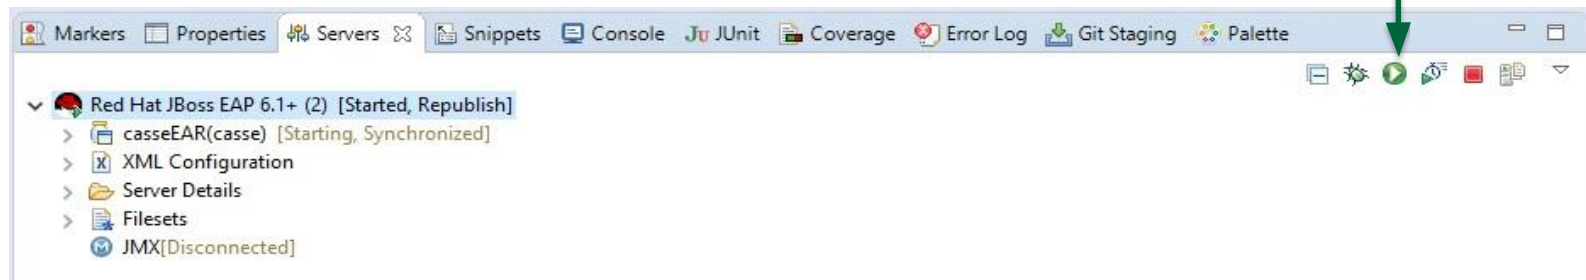 Markers Properties Servers Snippets Console Ju JUnit Coverage Error Log Git Staging Palette
Red Hat JBoss EAP 6.1+ (2) [Started, Republish]
casseEAR(casse) [Starting, Synchronized]
XML Configuration
Server Details
Filesets
JMX[Disconnected]